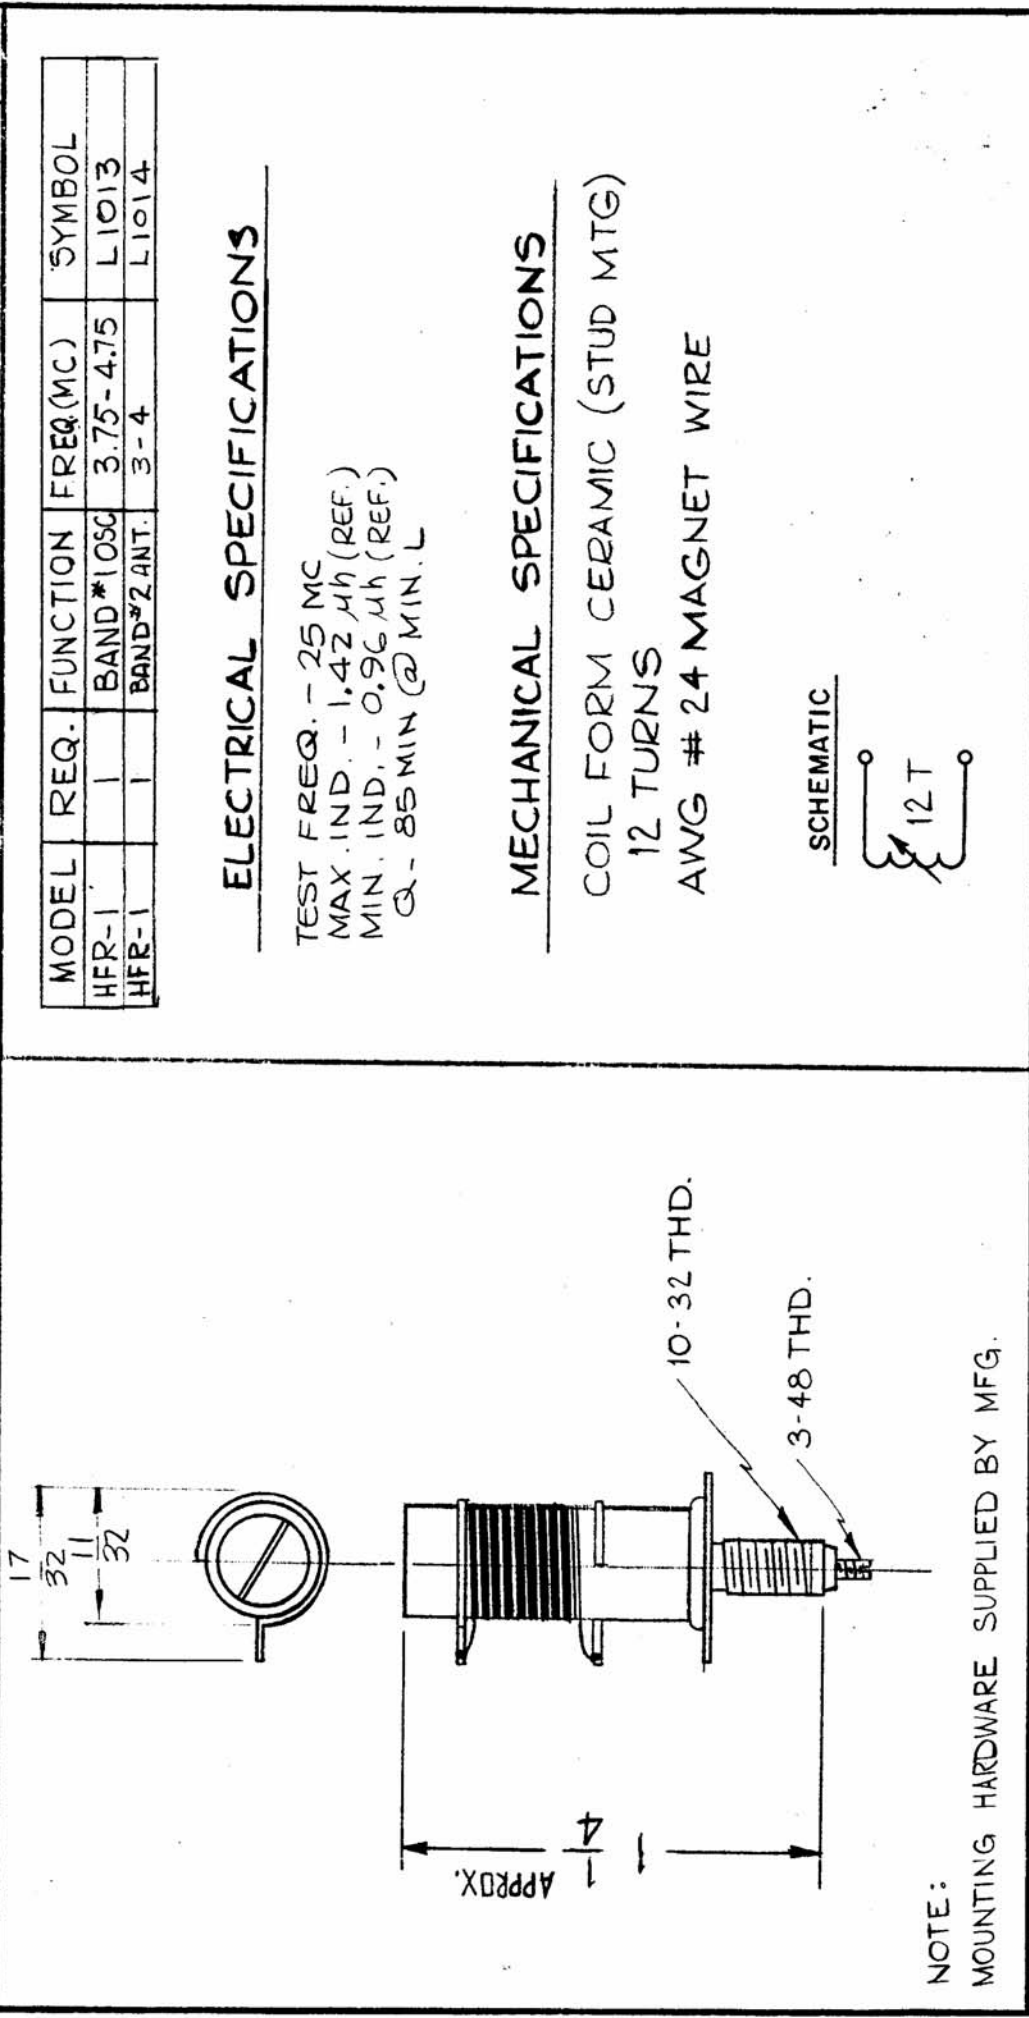 MODEL REQ. FUNCTION FREQ.(MC) SYMBOL
HFR-1 1 BAND#1OSC 3.75-4.75 L1013
HFR-1 1 BAND#2 ANT. 3-4 L1014
ELECTRICAL SPECIFICATIONS
TEST FREQ. - 25 MC
MAX. IND. - 1.42 µh (REF.)
MIN. IND. - 0.96 µh (REF.)
Q - 85 MIN @ MIN. L
MECHANICAL SPECIFICATIONS
COIL FORM CERAMIC (STUD MTG)
12 TURNS
AWG #24 MAGNET WIRE
SCHEMATIC
12 T
17
32
11
32
APPROX.
1 1/4
10-32 THD.
3-48 THD.
NOTE:
MOUNTING HARDWARE SUPPLIED BY MFG.